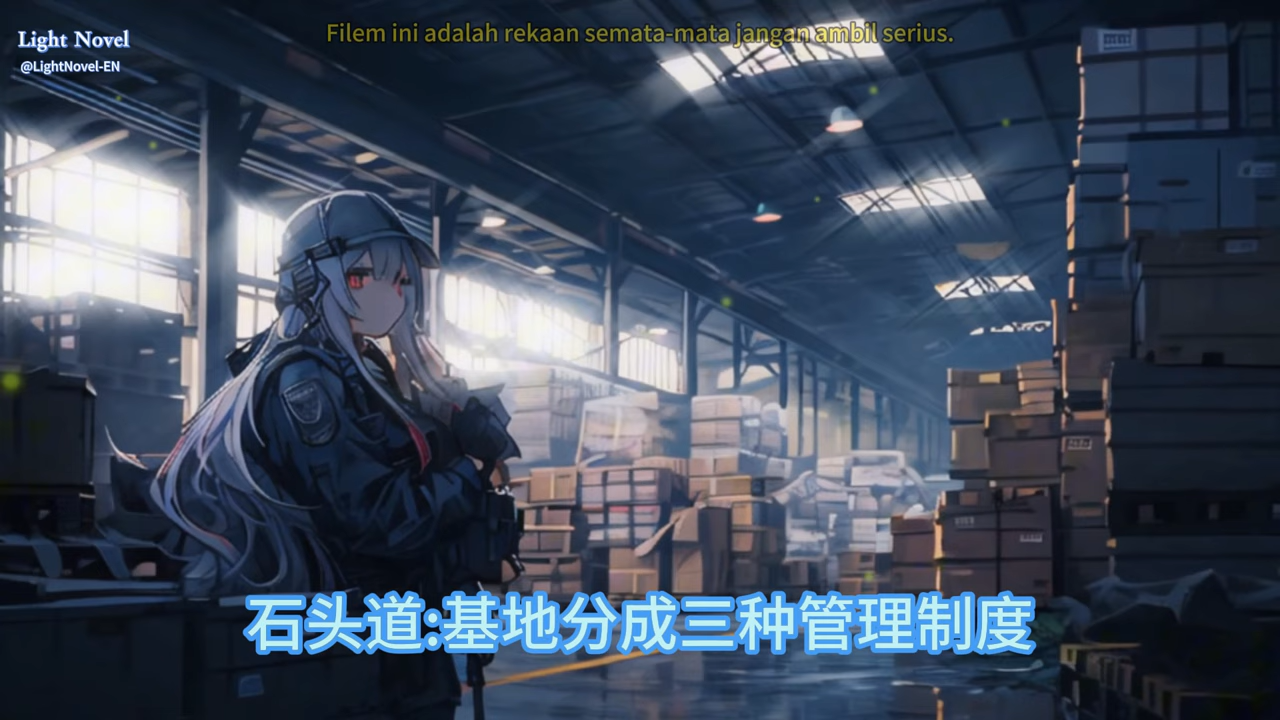 Filem ini adalah rekaan semata-mata jangan ambil serius.
Light Novel
@LightNovel-EN
石头道:基地分成三种管理制度